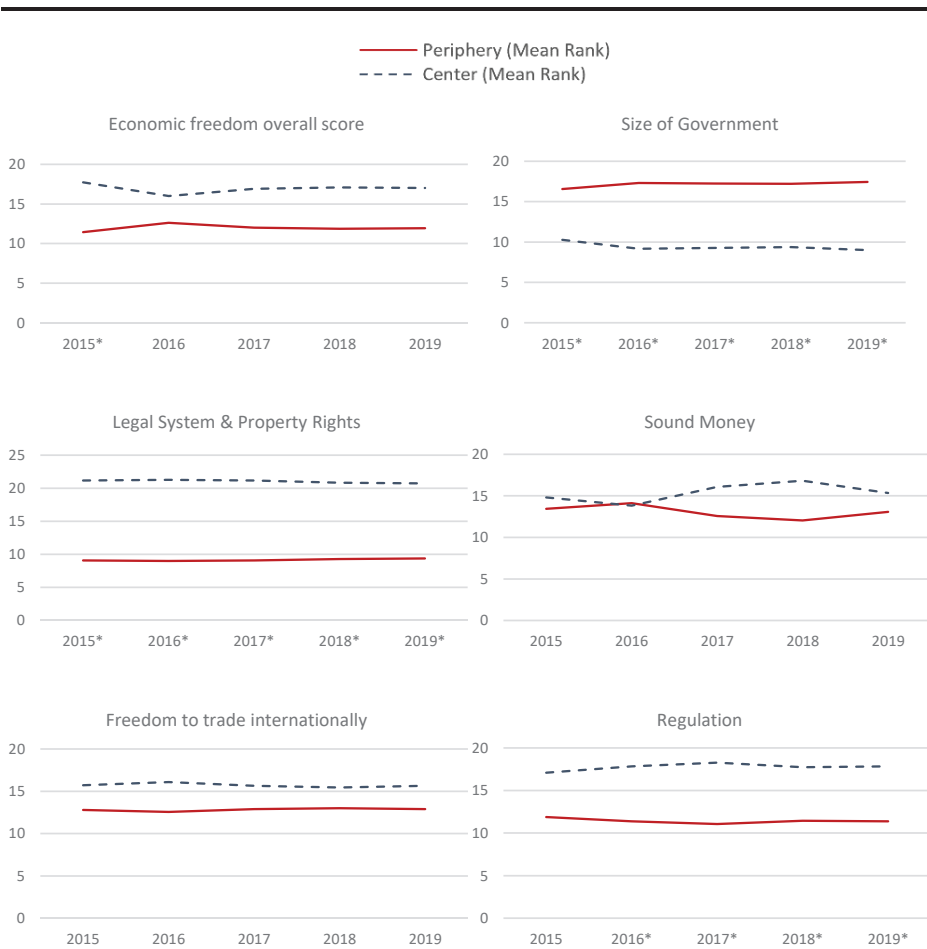 Periphery (Mean Rank)
Center (Mean Rank)
Economic freedom overall score
20
15
10
5
0
2015* 2016 2017 2018 2019
Size of Government
20
15
10
5
0
2015* 2016* 2017* 2018* 2019*
Legal System & Property Rights
25
20
15
10
5
0
2015* 2016* 2017* 2018* 2019*
Sound Money
20
15
10
5
0
2015 2016 2017 2018 2019
Freedom to trade internationally
20
15
10
5
0
2015 2016 2017 2018 2019
Regulation
20
15
10
5
0
2015 2016* 2017* 2018* 2019*